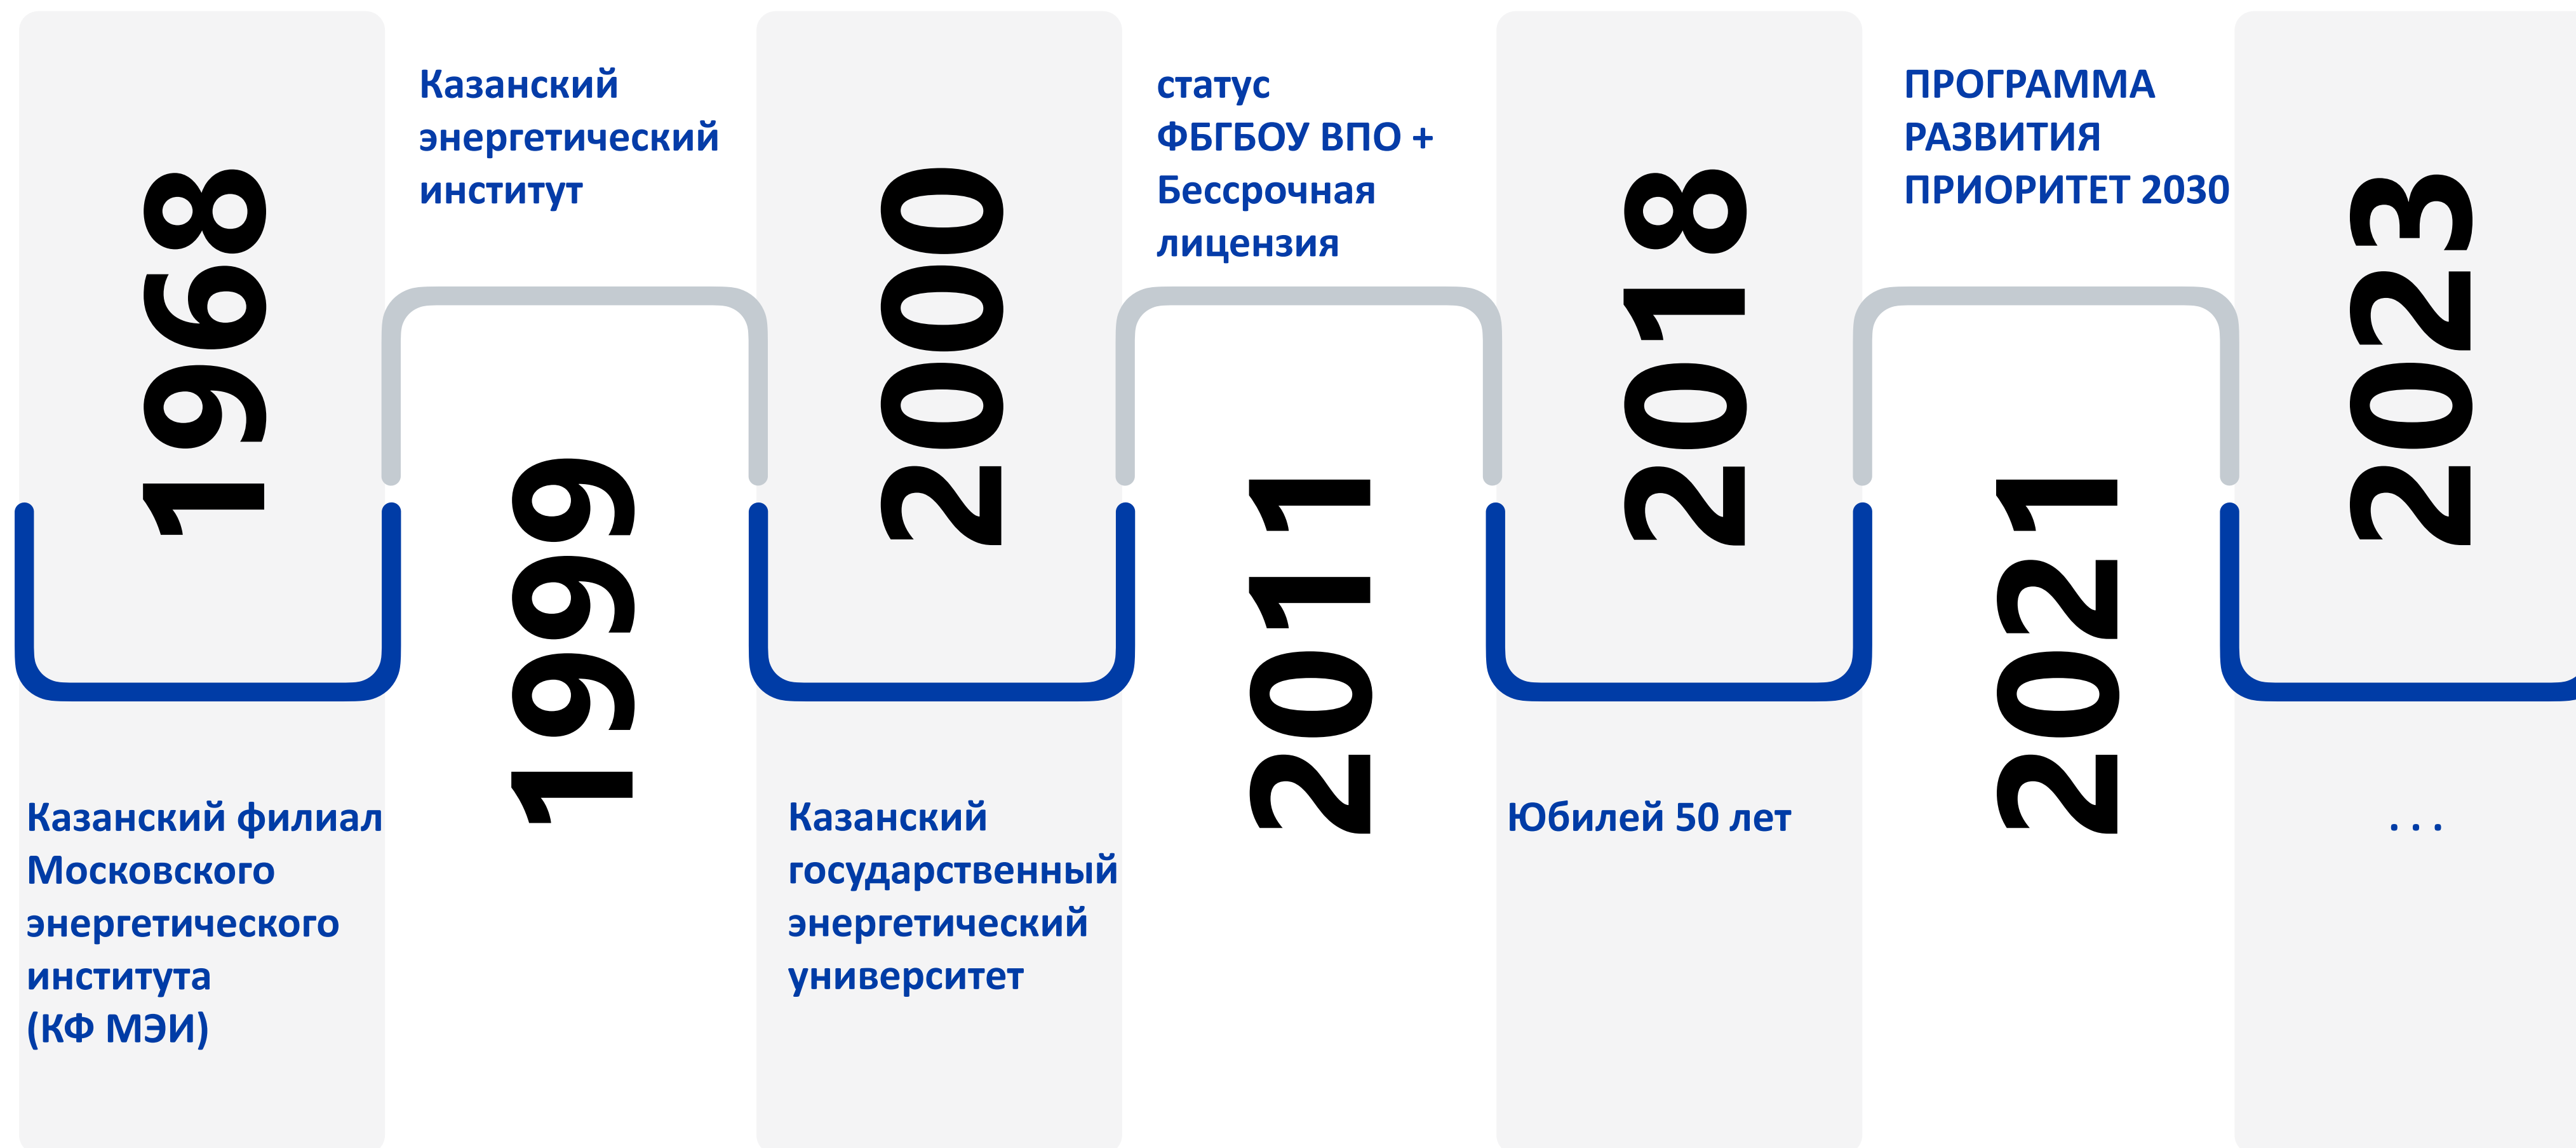 1968
Казанский филиал
Московского
энергетического
института
(КФ МЭИ)
Казанский
энергетический
институт
1999
2000
Казанский
государственный
энергетический
университет
статус
ФБГБОУ ВПО +
Бессрочная
лицензия
2011
2018
Юбилей 50 лет
ПРОГРАММА
РАЗВИТИЯ
ПРИОРИТЕТ 2030
2021
2023
...